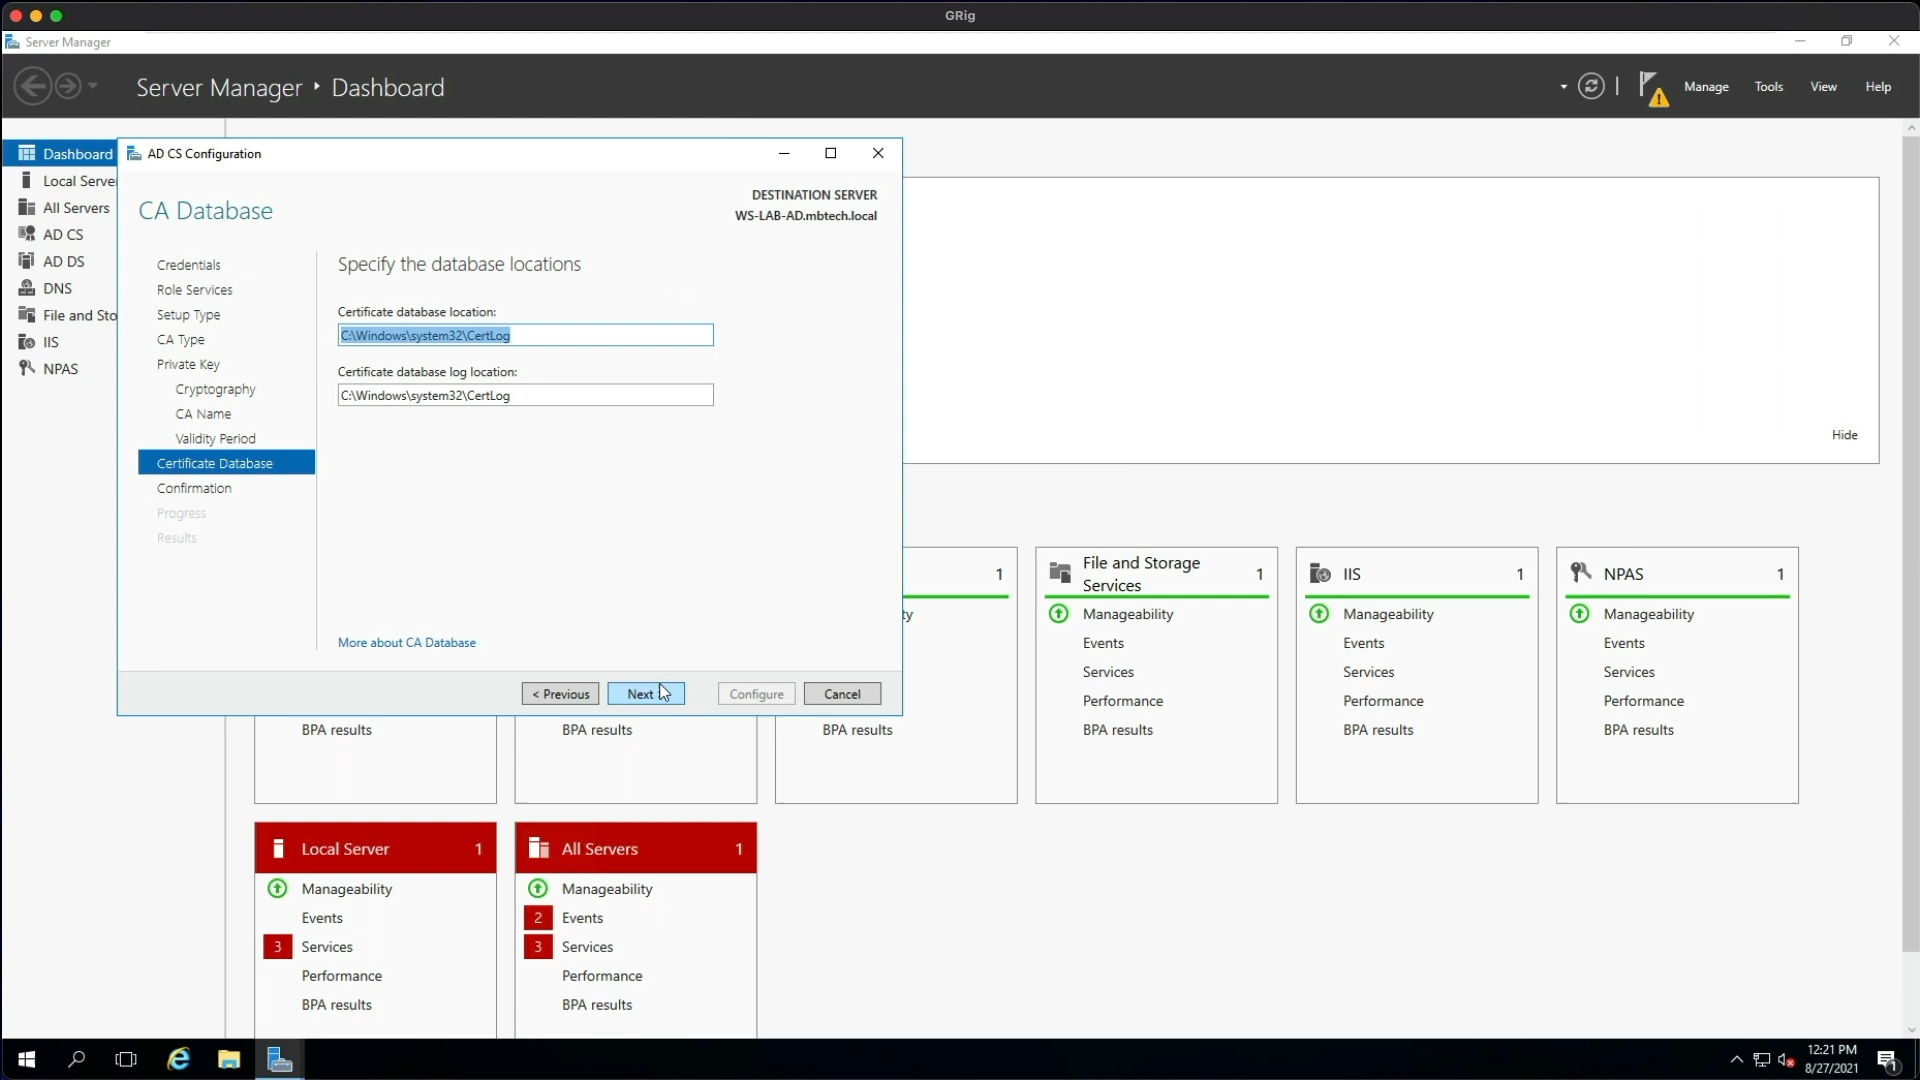 GRig
Server Manager
Server Manager ‣ Dashboard
Manage
Tools
View
Help
Dashboard
Local Serve
All Servers
AD CS
AD DS
DNS
File and Sto
IIS
NPAS
AD CS Configuration
CA Database
DESTINATION SERVER
WS-LAB-AD.mbtech.local
Credentials
Role Services
Setup Type
CA Type
Private Key
Cryptography
CA Name
Validity Period
Certificate Database
Confirmation
Progress
Results
Specify the database locations
Certificate database location:
C:\Windows\system32\CertLog
Certificate database log location:
C:\Windows\system32\CertLog
More about CA Database
< Previous
Next
Configure
Cancel
Hide
BPA results
BPA results
1
ty
BPA results
File and Storage
Services
1
Manageability
Events
Services
Performance
BPA results
IIS
1
Manageability
Events
Services
Performance
BPA results
NPAS
1
Manageability
Events
Services
Performance
BPA results
Local Server
1
Manageability
Events
3 Services
Performance
BPA results
All Servers
1
Manageability
2 Events
3 Services
Performance
BPA results
12:21 PM
8/27/2021
1